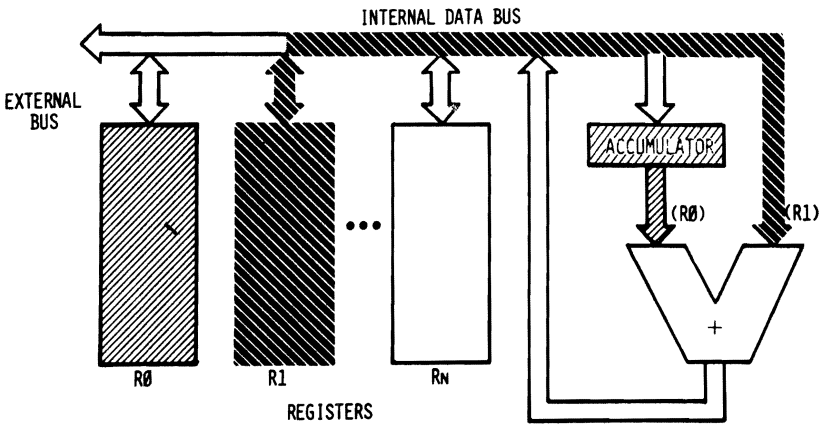 INTERNAL DATA BUS
EXTERNAL
BUS
ACCUMULATOR
(RØ)
(R1)
+
RØ
R1
RN
REGISTERS